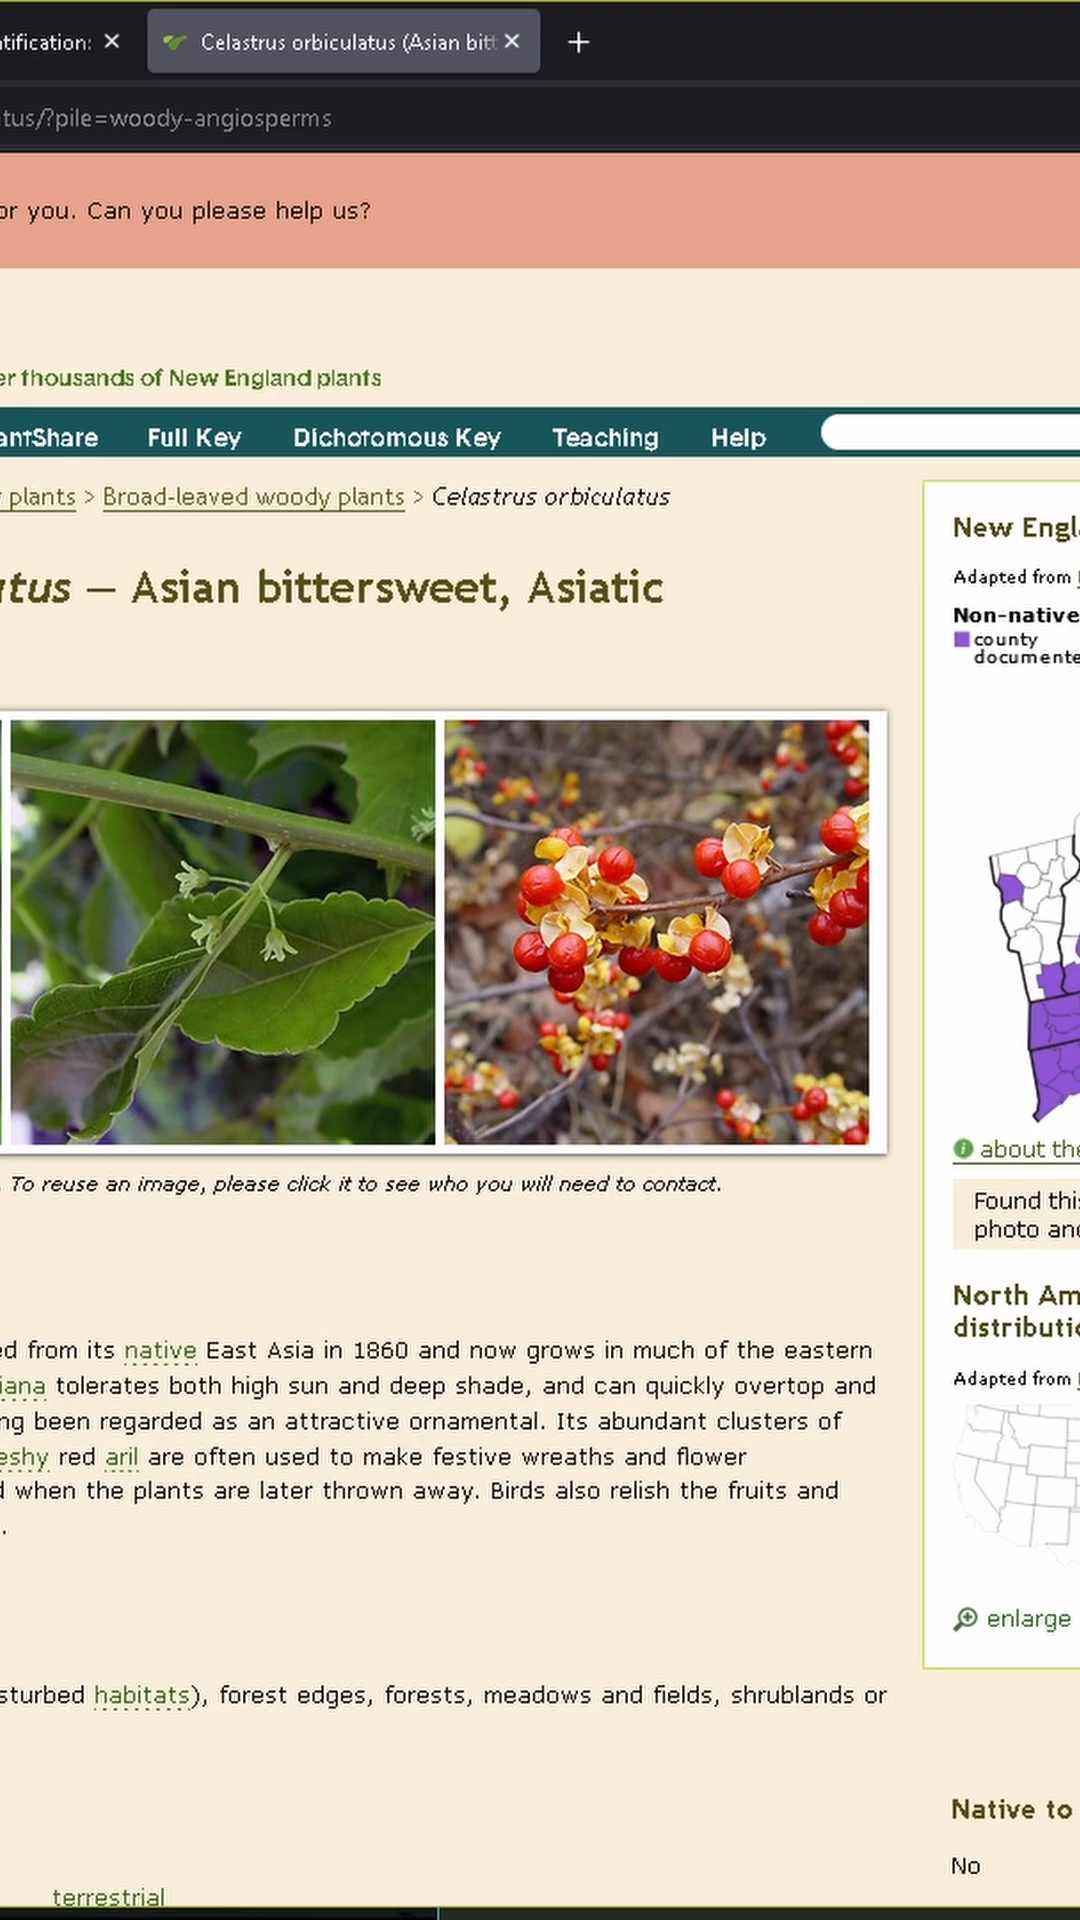 ntification: ×
Celastrus orbiculatus (Asian bitt ×
+
tus/?pile=woody-angiosperms
or you. Can you please help us?
er thousands of New England plants
antShare Full Key Dichotomous Key Teaching Help
plants > Broad-leaved woody plants > Celastrus orbiculatus
tus — Asian bittersweet, Asiatic
To reuse an image, please click it to see who you will need to contact.
ed from its native East Asia in 1860 and now grows in much of the eastern
iana tolerates both high sun and deep shade, and can quickly overtop and
ng been regarded as an attractive ornamental. Its abundant clusters of
eshy red aril are often used to make festive wreaths and flower
d when the plants are later thrown away. Birds also relish the fruits and
.
sturbed habitats), forest edges, forests, meadows and fields, shrublands or
terrestrial
New Engl
Adapted from
Non-native
county
documente
about the
Found this
photo and
North Am
distributio
Adapted from
enlarge
Native to
No